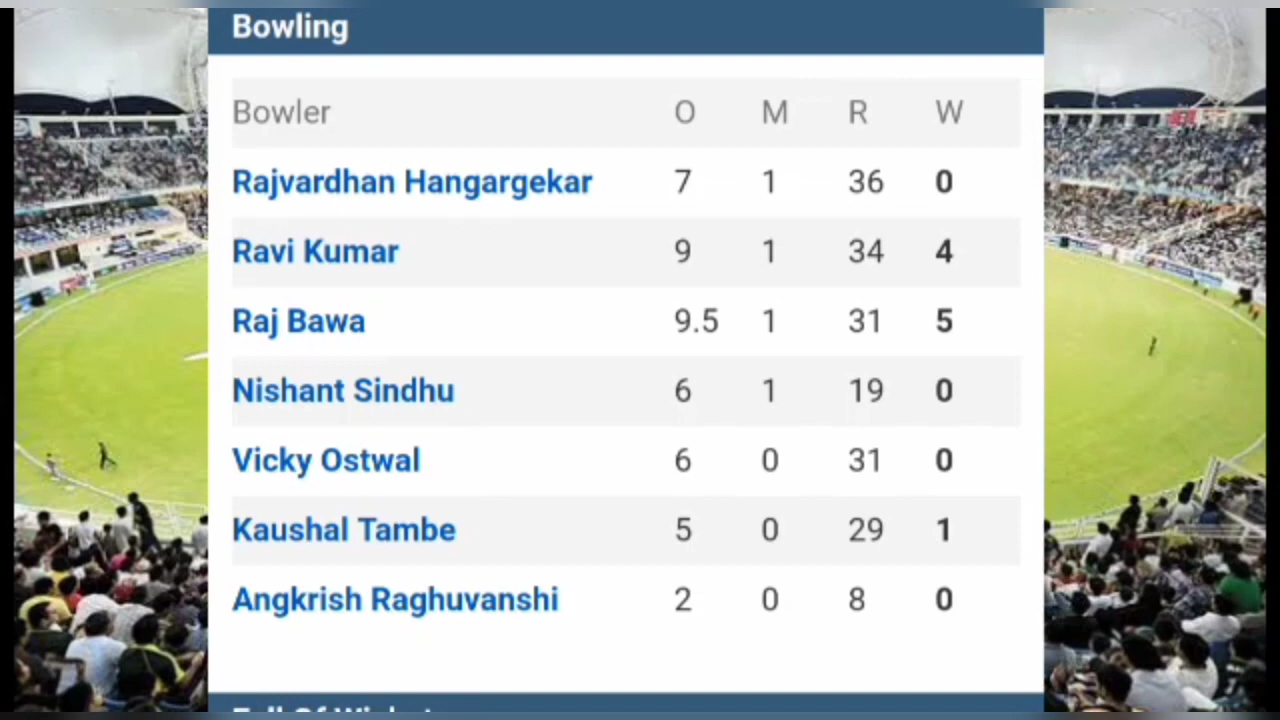 Bowling
Bowler O M R W
Rajvardhan Hangargekar 7 1 36 0
Ravi Kumar 9 1 34 4
Raj Bawa 9.5 1 31 5
Nishant Sindhu 6 1 19 0
Vicky Ostwal 6 0 31 0
Kaushal Tambe 5 0 29 1
Angkrish Raghuvanshi 2 0 8 0